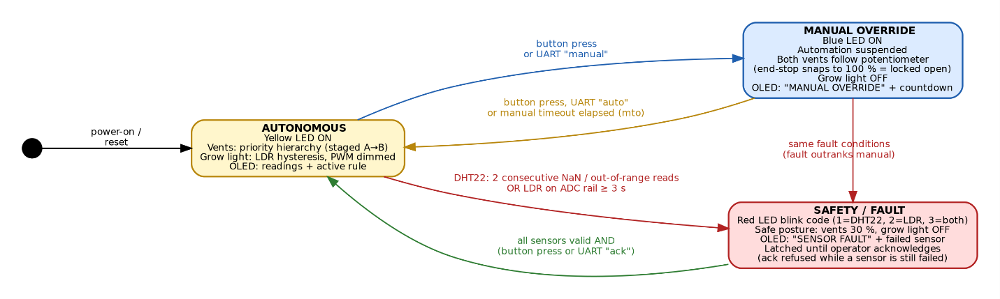 MANUAL OVERRIDE
Blue LED ON
Automation suspended
Both vents follow potentiometer
(end-stop snaps to 100 % = locked open)
Grow light OFF
OLED: "MANUAL OVERRIDE" + countdown
button press
or UART "manual"
button press, UART "auto"
or manual timeout elapsed (mto)
power-on /
reset
AUTONOMOUS
Yellow LED ON
Vents: priority hierarchy (staged A→B)
Grow light: LDR hysteresis, PWM dimmed
OLED: readings + active rule
same fault conditions
(fault outranks manual)
DHT22: 2 consecutive NaN / out-of-range reads
OR LDR on ADC rail ≥ 3 s
SAFETY / FAULT
Red LED blink code (1=DHT22, 2=LDR, 3=both)
Safe posture: vents 30 %, grow light OFF
OLED: "SENSOR FAULT" + failed sensor
Latched until operator acknowledges
(ack refused while a sensor is still failed)
all sensors valid AND
(button press or UART "ack")